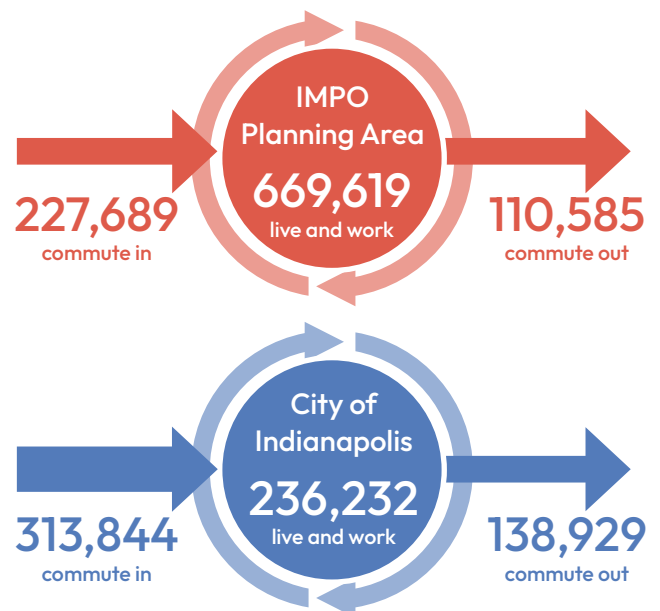 IMPO
Planning Area
669,619
live and work
227,689
commute in
110,585
commute out
City of
Indianapolis
236,232
live and work
313,844
commute in
138,929
commute out